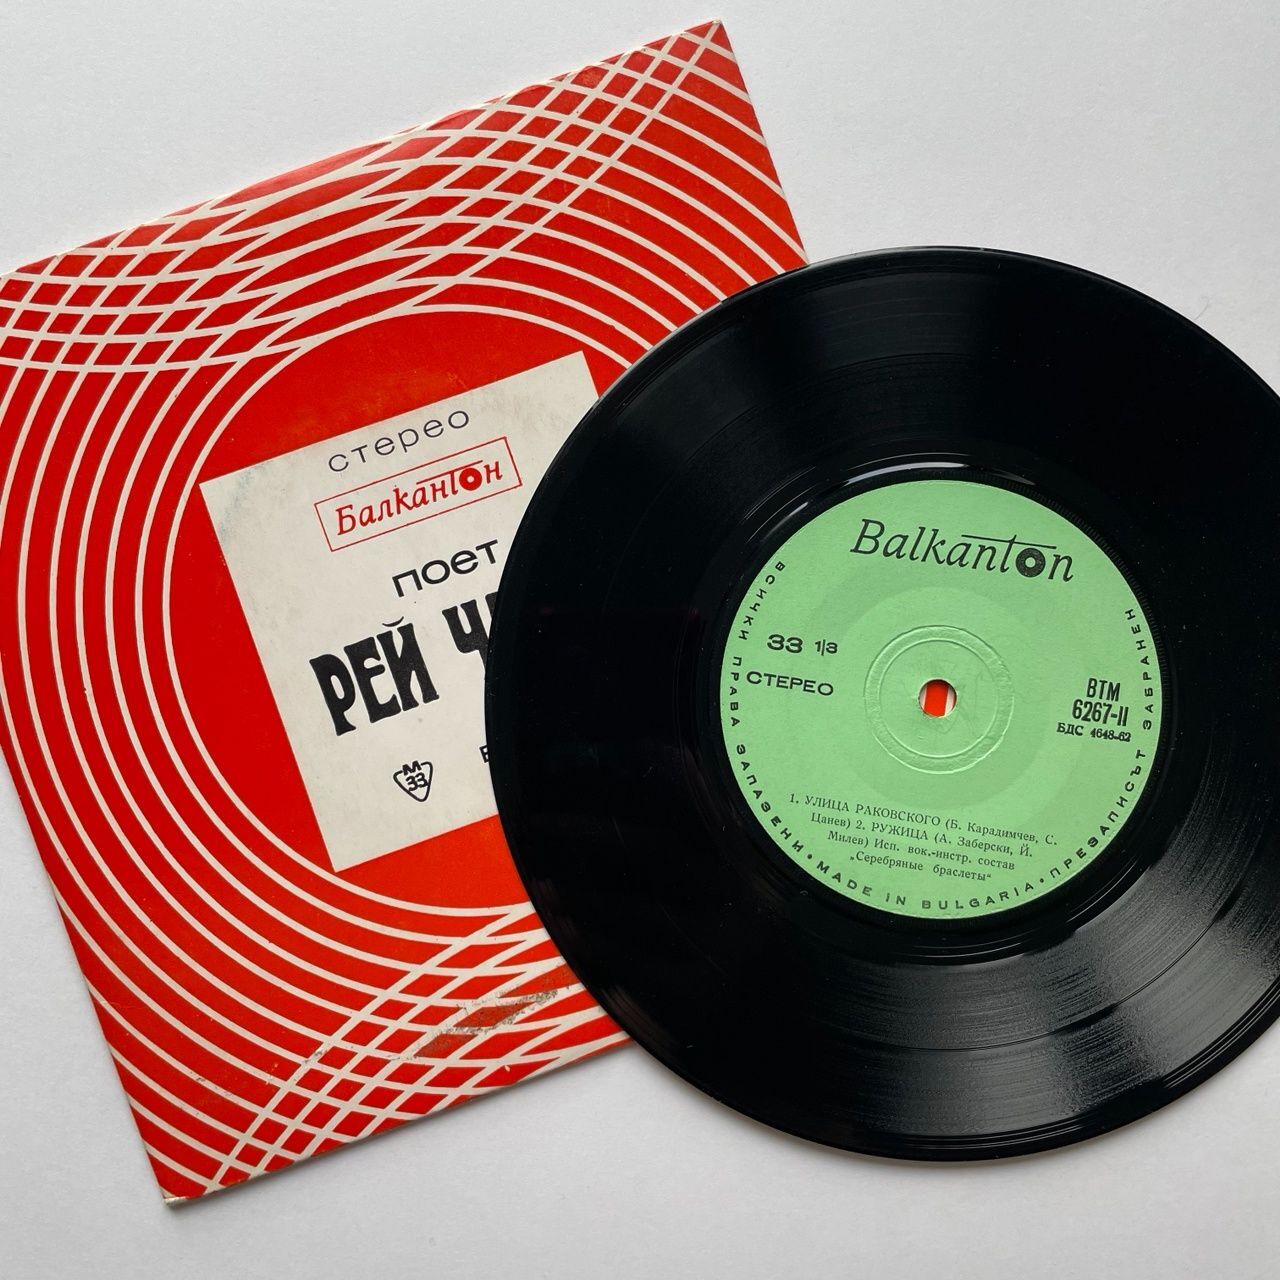 стерео
Балкантон
поет
РЕЙ
М
33
Balkanton
33 1/3
СТЕРЕО
ВТМ
6267-II
БДС 4648-62
1. УЛИЦА РАКОВСКОГО (Б. Карадимчев, С.
Цанев) 2. РУЖИЦА (А. Заберски, Й.
Милев) Исп. вок.-инстр. состав
„Серебряные браслеты“
ВСИЧКИ ПРАВА ЗАПАЗЕНИ • MADE IN BULGARIA • ПРЕЗАПИСЪТ ЗАБРАНЕН